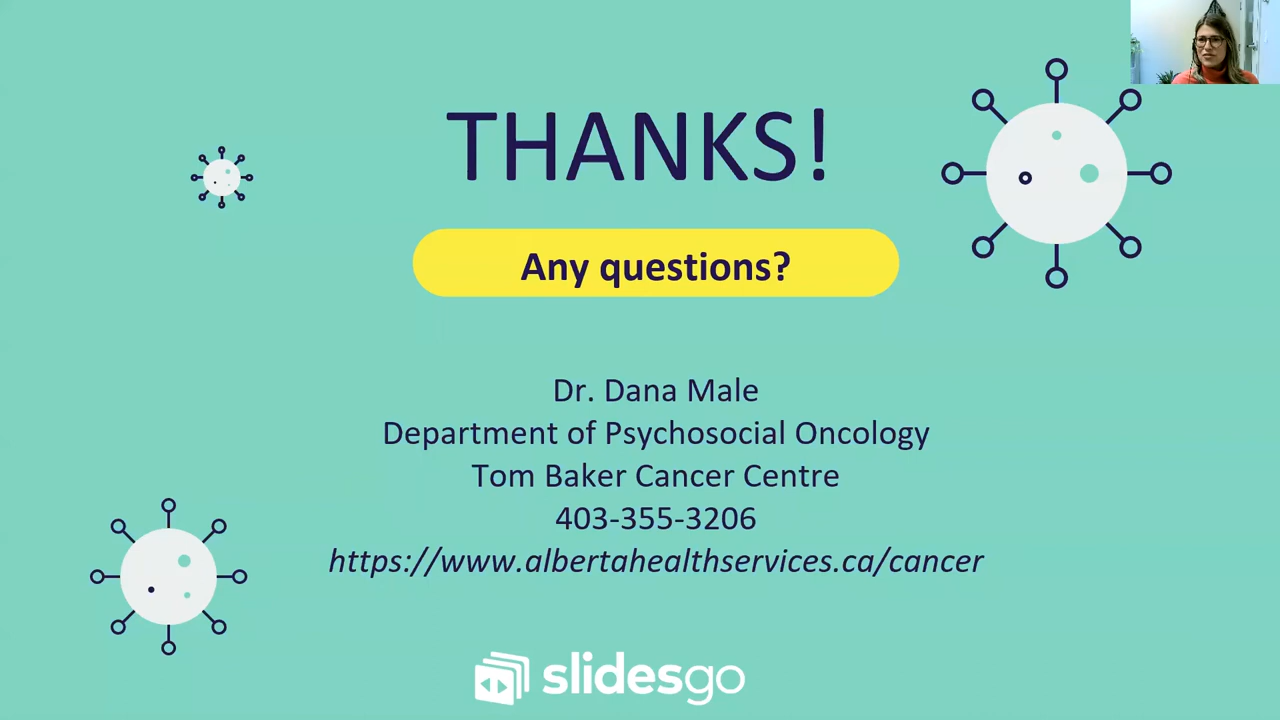 THANKS!
Any questions?
Dr. Dana Male
Department of Psychosocial Oncology
Tom Baker Cancer Centre
403-355-3206
https://www.albertahealthservices.ca/cancer
slidesgo